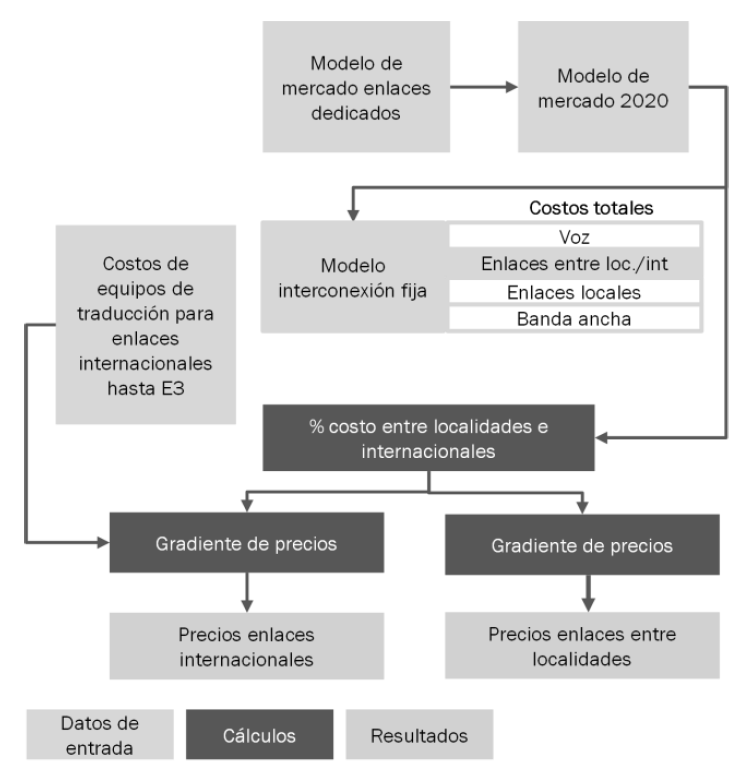 Modelo de
mercado enlaces
dedicados
Modelo de
mercado 2020
Costos totales
Costos de
equipos de
traducción para
enlaces
internacionales
hasta E3
Modelo
interconexión fija
Voz
Enlaces entre loc./int
Enlaces locales
Banda ancha
% costo entre localidades e
internacionales
Gradiente de precios
Gradiente de precios
Precios enlaces
internacionales
Precios enlaces entre
localidades
Datos de
entrada
Cálculos
Resultados